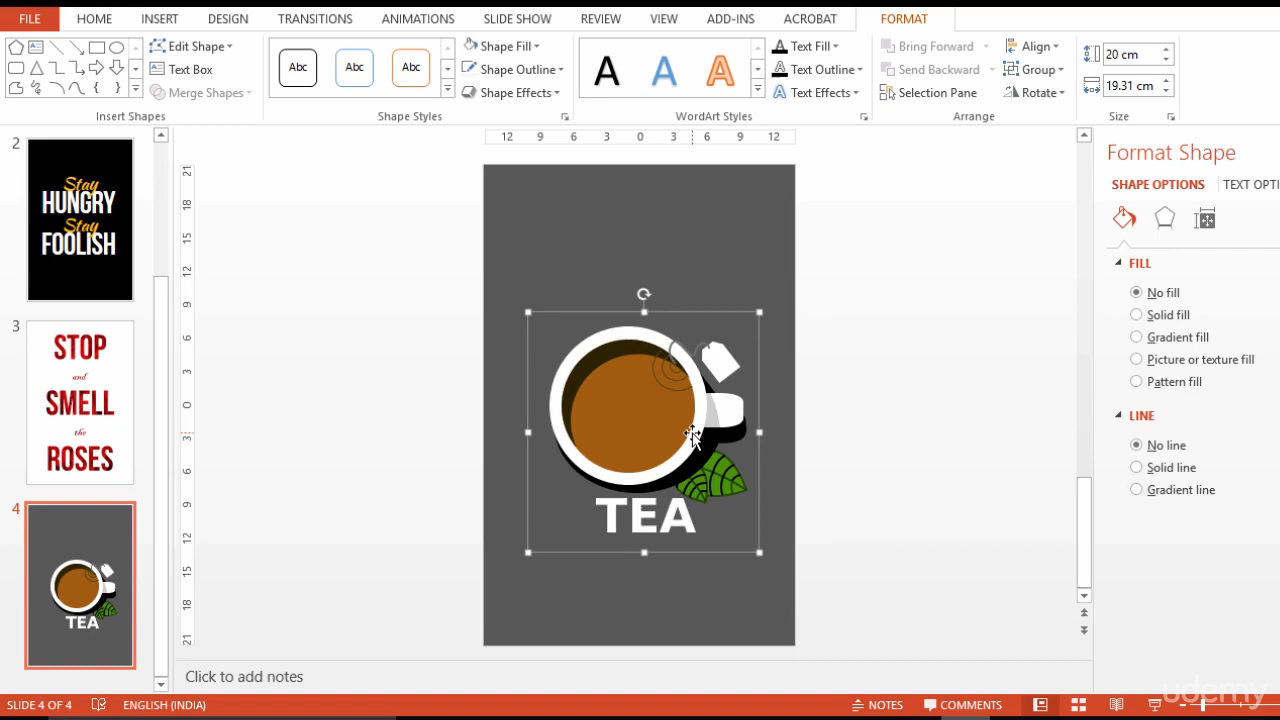 FILE HOME INSERT DESIGN TRANSITIONS ANIMATIONS SLIDE SHOW REVIEW VIEW ADD-INS ACROBAT FORMAT
Edit Shape
Text Box
Merge Shapes
Insert Shapes
Abc Abc Abc
Shape Fill
Shape Outline
Shape Effects
Shape Styles
A A A
Text Fill
Text Outline
Text Effects
WordArt Styles
Bring Forward
Send Backward
Selection Pane
Align
Group
Rotate
Arrange
20 cm
19.31 cm
Size
12 9 6 3 0 3 6 9 12
21
18
15
12
9
6
3
0
3
6
9
12
15
18
21
2
Stay
HUNGRY
Stay
FOOLISH
3
STOP
and
SMELL
the
ROSES
4
TEA
TEA
Format Shape
SHAPE OPTIONS TEXT OPTI
FILL
No fill
Solid fill
Gradient fill
Picture or texture fill
Pattern fill
LINE
No line
Solid line
Gradient line
Click to add notes
SLIDE 4 OF 4 ENGLISH (INDIA) NOTES COMMENTS
udemy